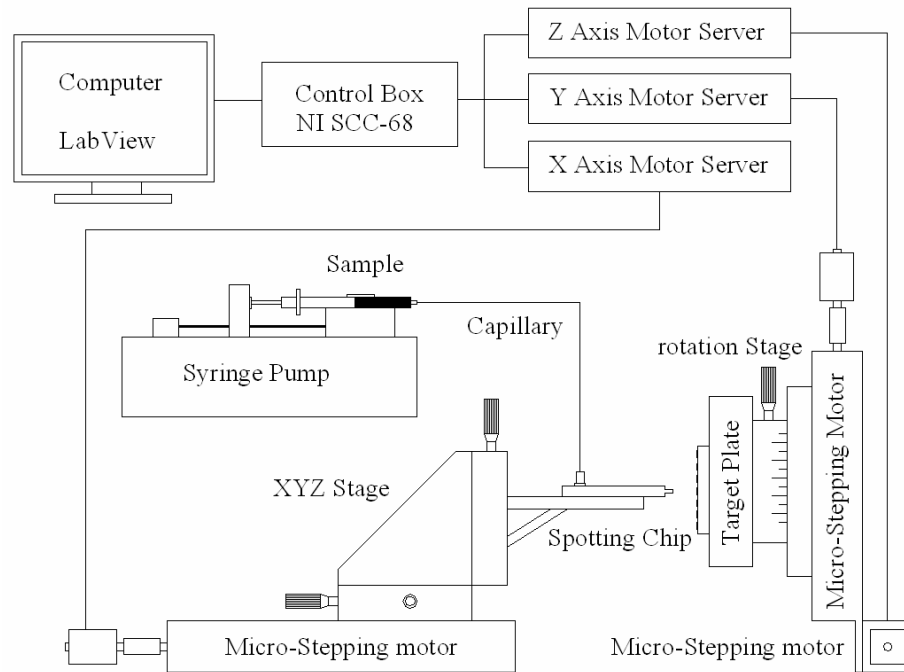 Z Axis Motor Server
Computer
LabView
Control Box
NI SCC-68
Y Axis Motor Server
X Axis Motor Server
Sample
Capillary
Syringe Pump
rotation Stage
XYZ Stage
Target Plate
Micro-Stepping Motor
Spotting Chip
Micro-Stepping motor
Micro-Stepping motor